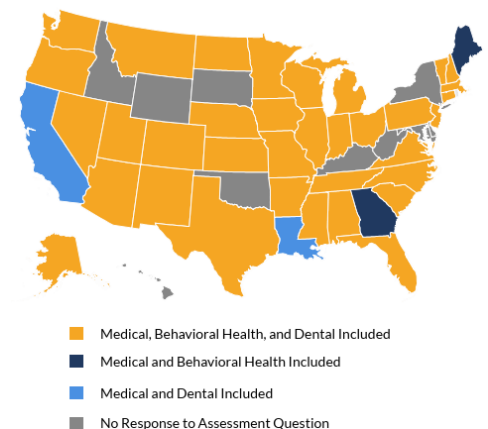 Medical, Behavioral Health, and Dental Included
Medical and Behavioral Health Included
Medical and Dental Included
No Response to Assessment Question